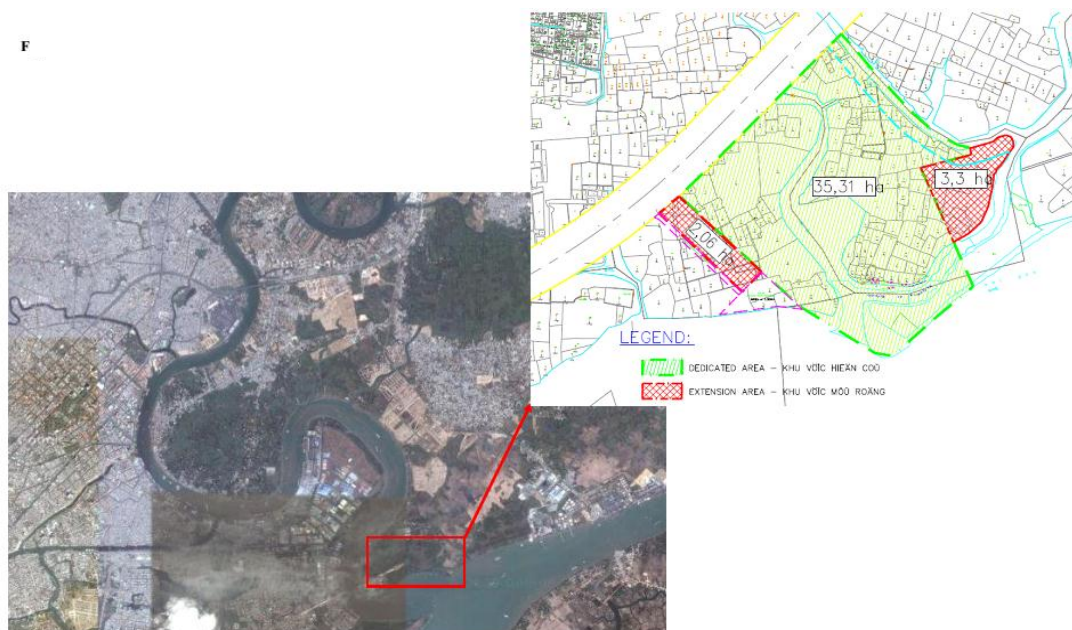 F
35,31 ha
3,3 ha
2,06 ha
LEGEND:
DEDICATED AREA - KHU VÖÏC HIEÄN COÙ
EXTENSION AREA - KHU VÖÏC MÔÛ ROÄNG